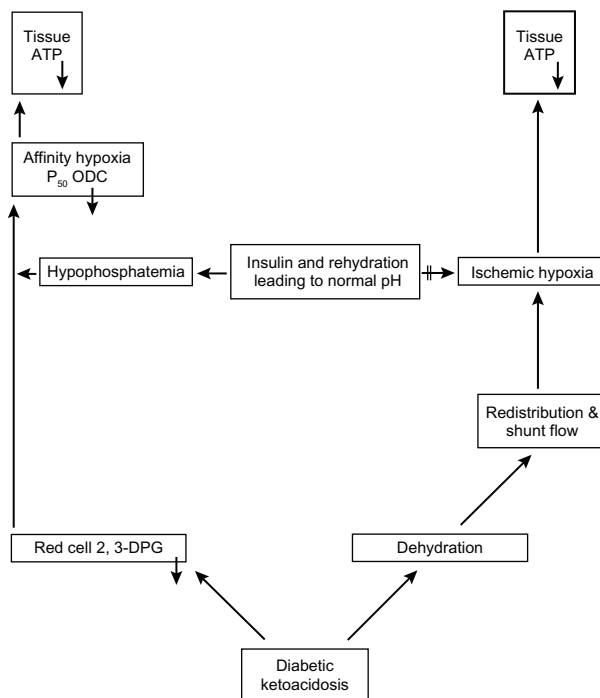 Tissue
ATP
Tissue
ATP
Affinity hypoxia
P50 ODC
Hypophosphatemia
Insulin and rehydration
leading to normal pH
Ischemic hypoxia
Redistribution &
shunt flow
Red cell 2, 3-DPG
Dehydration
Diabetic
ketoacidosis